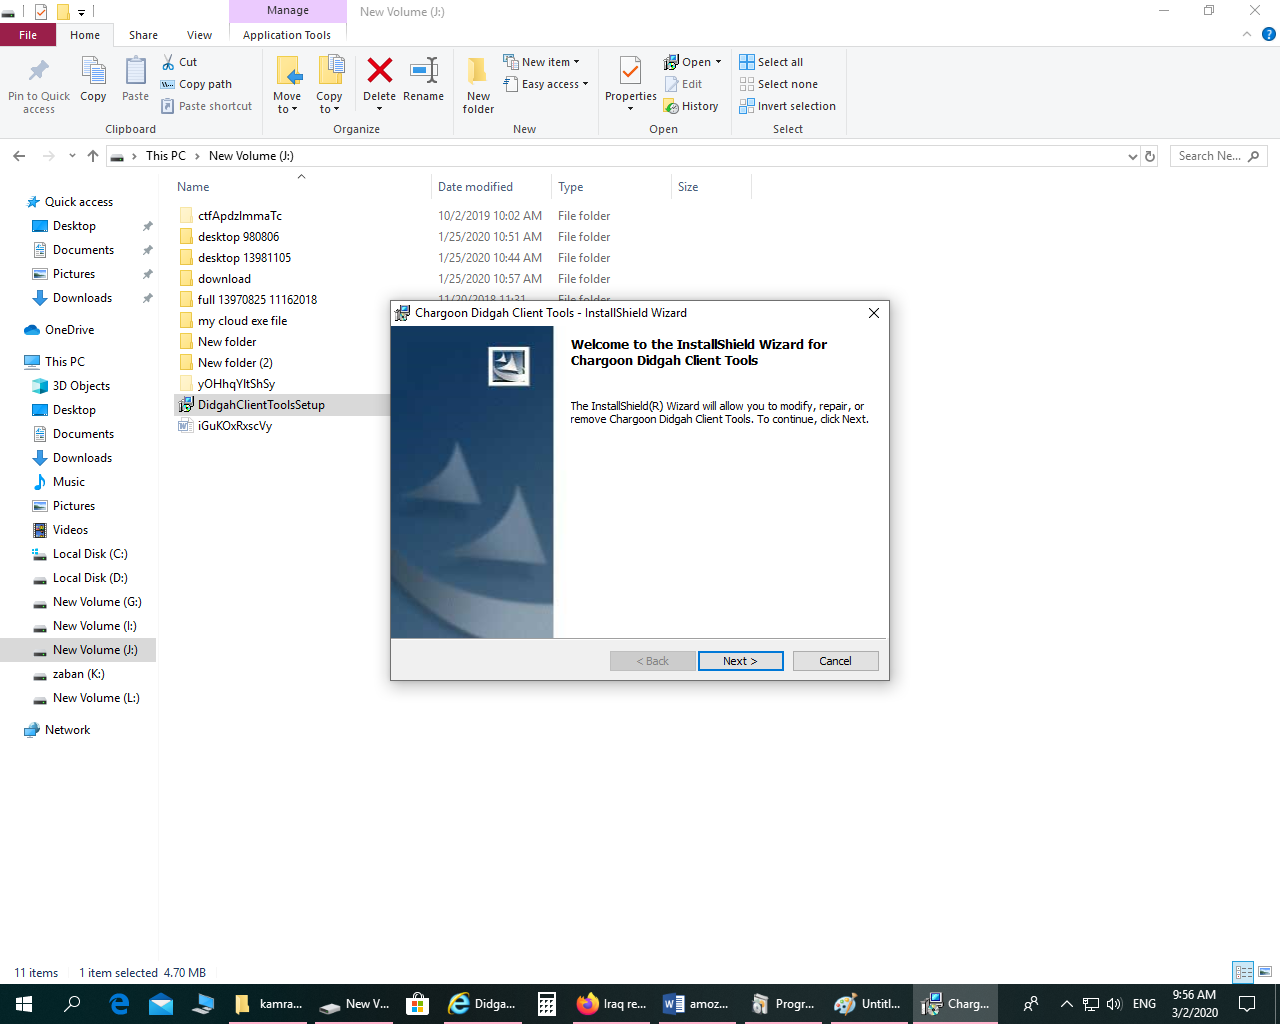 Manage
New Volume (J:)
File
Home
Share
View
Application Tools
Pin to Quick access
Copy
Paste
Cut
Copy path
Paste shortcut
Clipboard
Move to
Copy to
Delete
Rename
Organize
New folder
New item
Easy access
New
Properties
Open
Edit
History
Open
Select all
Select none
Invert selection
Select
This PC > New Volume (J:)
Search Ne...
Name
Date modified
Type
Size
ctfApdzImmaTc 10/2/2019 10:02 AM File folder
desktop 980806 1/25/2020 10:51 AM File folder
desktop 13981105 1/25/2020 10:44 AM File folder
download 1/25/2020 10:57 AM File folder
full 13970825 11162018 11/20/2018 11:31 File folder
my cloud exe file
New folder
New folder (2)
yOHhqYItShSy
DidgahClientToolsSetup
iGuKOxRxscVy
Quick access
Desktop
Documents
Pictures
Downloads
OneDrive
This PC
3D Objects
Desktop
Documents
Downloads
Music
Pictures
Videos
Local Disk (C:)
Local Disk (D:)
New Volume (G:)
New Volume (I:)
New Volume (J:)
zaban (K:)
New Volume (L:)
Network
Chargoon Didgah Client Tools - InstallShield Wizard
Welcome to the InstallShield Wizard for
Chargoon Didgah Client Tools
The InstallShield(R) Wizard will allow you to modify, repair, or
remove Chargoon Didgah Client Tools. To continue, click Next.
< Back
Next >
Cancel
11 items
1 item selected 4.70 MB
kamra...
New V...
Didga...
Iraq re...
amoz...
Progr...
Untitl...
Charg...
ENG
9:56 AM
3/2/2020